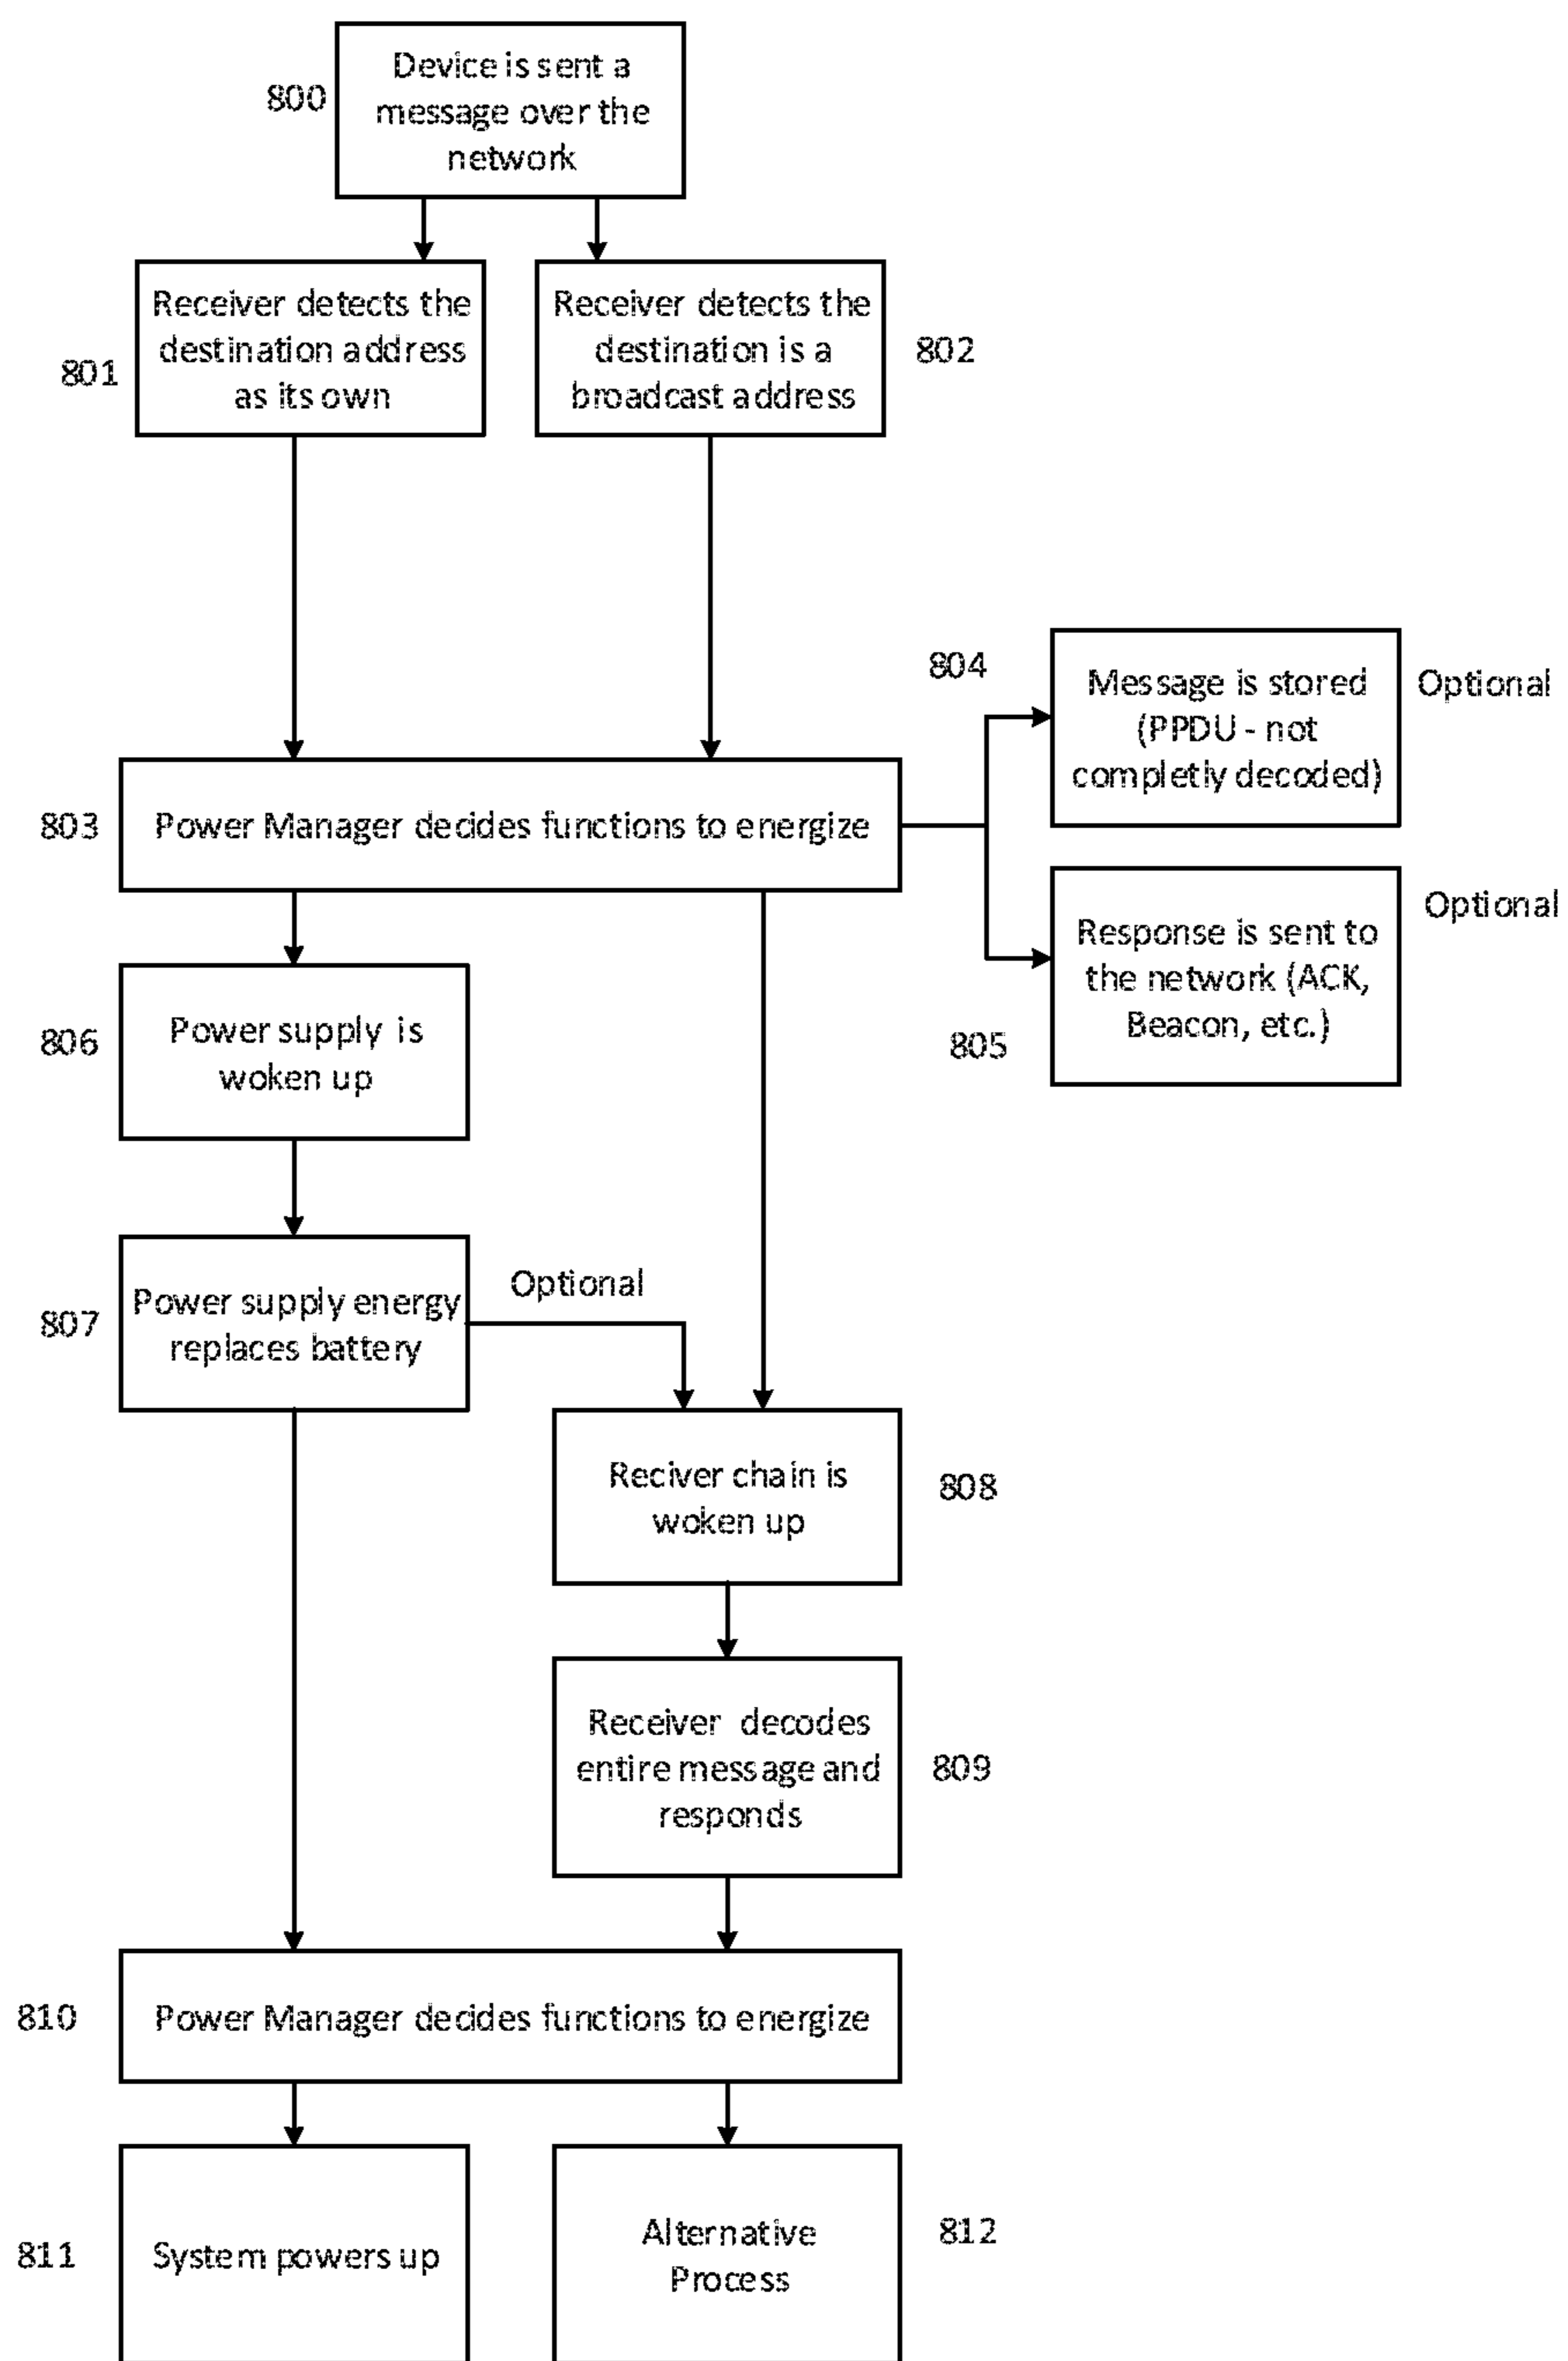 800
Device is sent a
message over the
network
801
Receiver detects the
destination address
as its own
Receiver detects the
destination is a
broadcast address
802
803
Power Manager decides functions to energize
804
Message is stored
(PPDU - not
completly decoded)
Optional
805
Response is sent to
the network (ACK,
Beacon, etc.)
Optional
806
Power supply is
woken up
807
Power supply energy
replaces battery
Optional
Reciver chain is
woken up
808
Receiver decodes
entire message and
responds
809
810
Power Manager decides functions to energize
811
System powers up
Alternative
Process
812